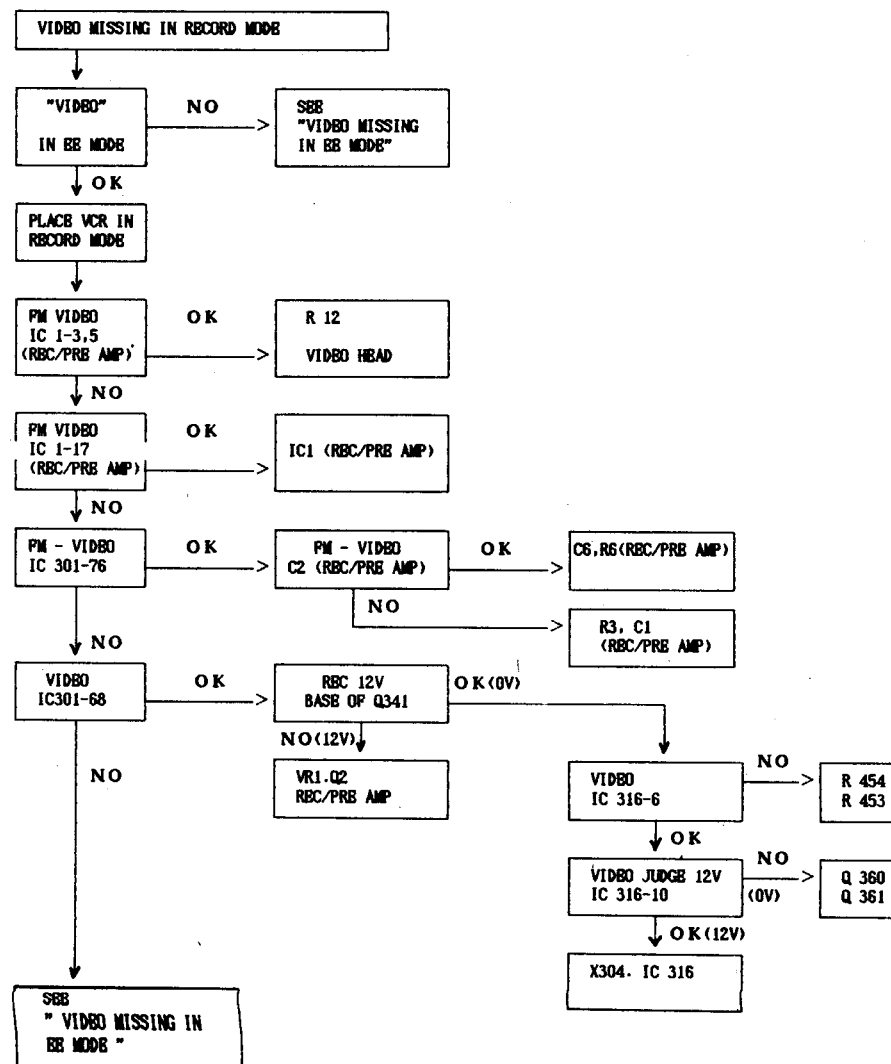 VIDEO MISSING IN RECORD MODE
"VIDEO"
IN EE MODE
NO
SEE
"VIDEO MISSING
IN EE MODE"
OK
PLACE VCR IN
RECORD MODE
FM VIDEO
IC 1-3,5
(REC/PRE AMP)
OK
R 12
VIDEO HEAD
NO
FM VIDEO
IC 1-17
(REC/PRE AMP)
OK
IC1 (REC/PRE AMP)
NO
FM - VIDEO
IC 301-76
OK
FM - VIDEO
C2 (REC/PRE AMP)
OK
C6,R6(REC/PRE AMP)
NO
R3, C1
(REC/PRE AMP)
NO
VIDEO
IC301-68
OK
REC 12V
BASE OF Q341
OK(0V)
NO(12V)
VR1.Q2
REC/PRE AMP
VIDEO
IC 316-6
NO
R 454
R 453
OK
VIDEO JUDGE 12V
IC 316-10
NO
(0V)
Q 360
Q 361
OK(12V)
X304. IC 316
NO
SEE
" VIDEO MISSING IN
EE MODE "